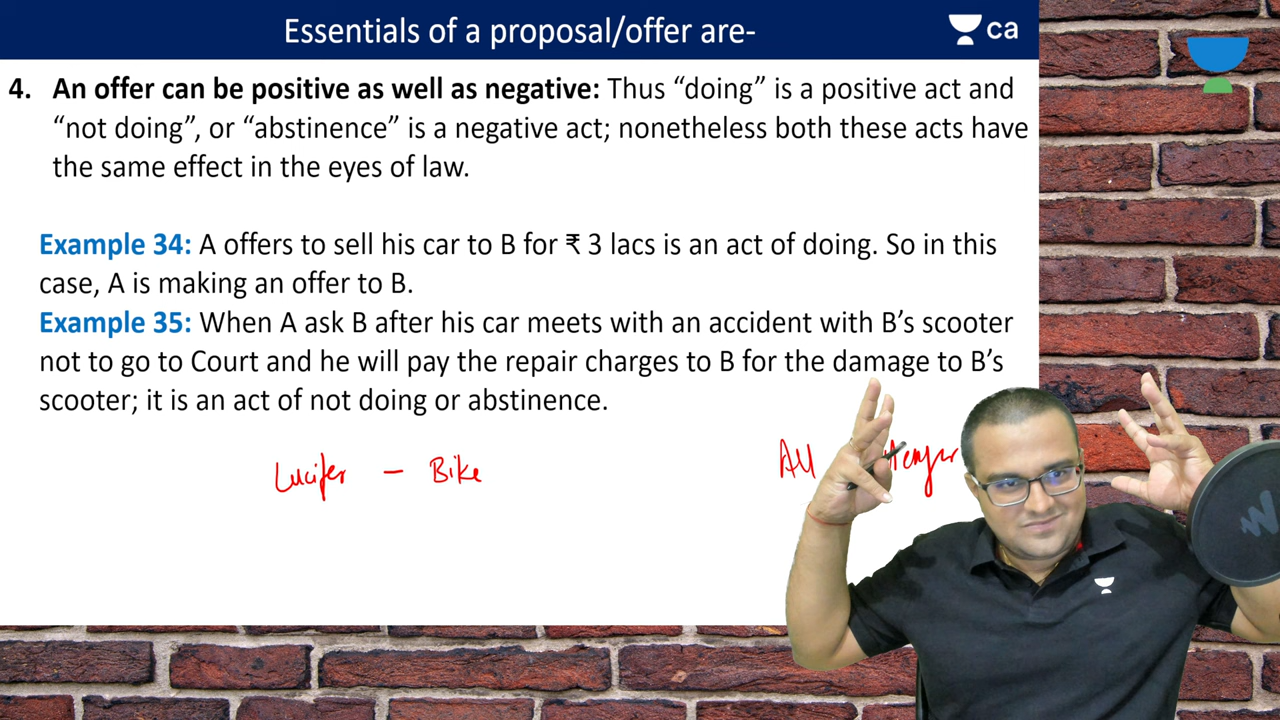 Essentials of a proposal/offer are-
ca
4. An offer can be positive as well as negative: Thus “doing” is a positive act and
“not doing”, or “abstinence” is a negative act; nonetheless both these acts have
the same effect in the eyes of law.
Example 34: A offers to sell his car to B for ₹ 3 lacs is an act of doing. So in this
case, A is making an offer to B.
Example 35: When A ask B after his car meets with an accident with B’s scooter
not to go to Court and he will pay the repair charges to B for the damage to B’s
scooter; it is an act of not doing or abstinence.
Lucifer – Bike
All